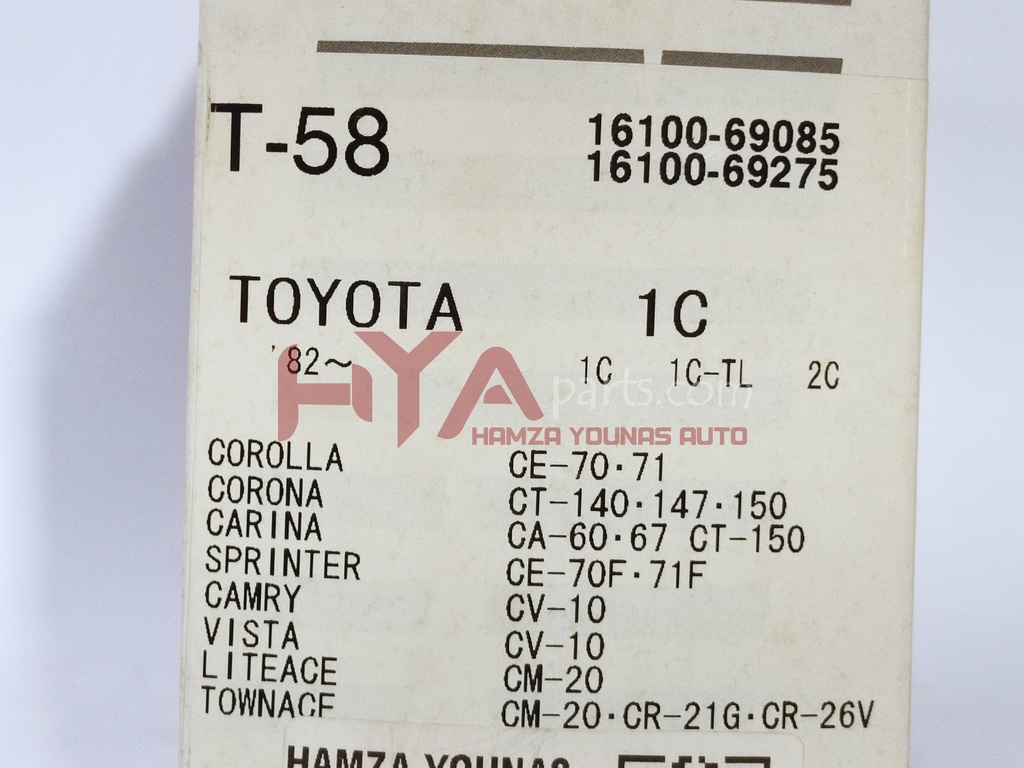 T-58 16100-69085
16100-69275
TOYOTA 1C
'82～ 1C 1C-TL 2C
HYA parts.com
HAMZA YOUNAS AUTO
COROLLA CE-70・71
CORONA CT-140・147・150
CARINA CA-60・67 CT-150
SPRINTER CE-70F・71F
CAMRY CV-10
VISTA CV-10
LITEACE CM-20
TOWNACE CM-20・CR-21G・CR-26V
HAMZA YOUNAS